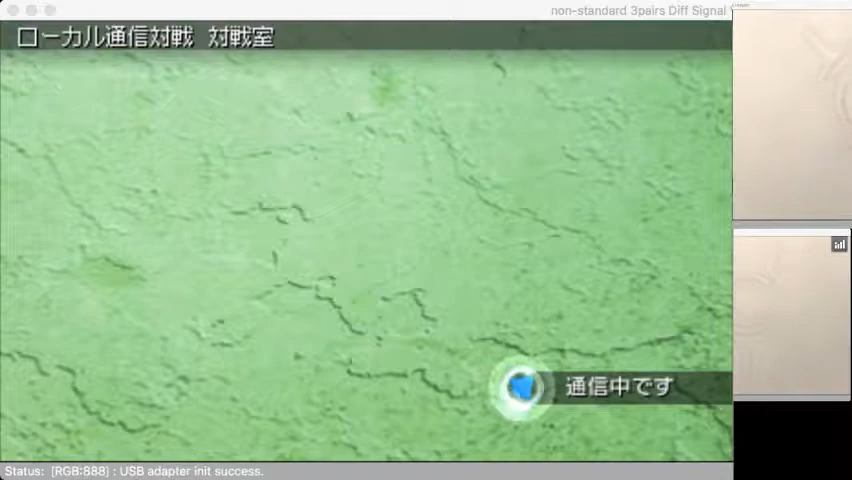 non-standard 3pairs Diff Signal
ローカル通信対戦 対戦室
通信中です
Status: [RGB:888) : USB adapter init success.